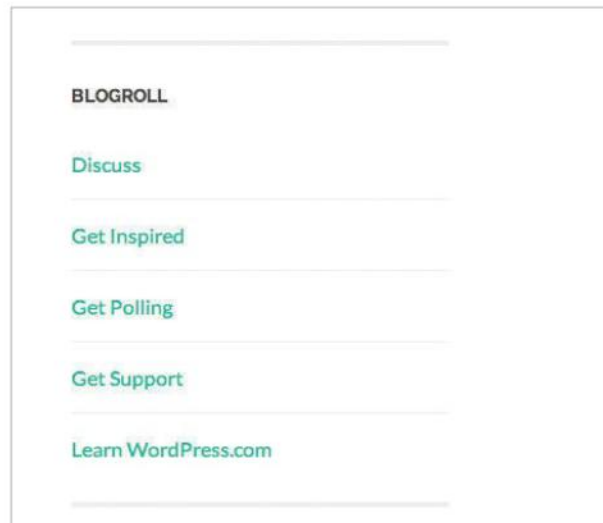 BLOGROLL
Discuss
Get Inspired
Get Polling
Get Support
Learn WordPress.com